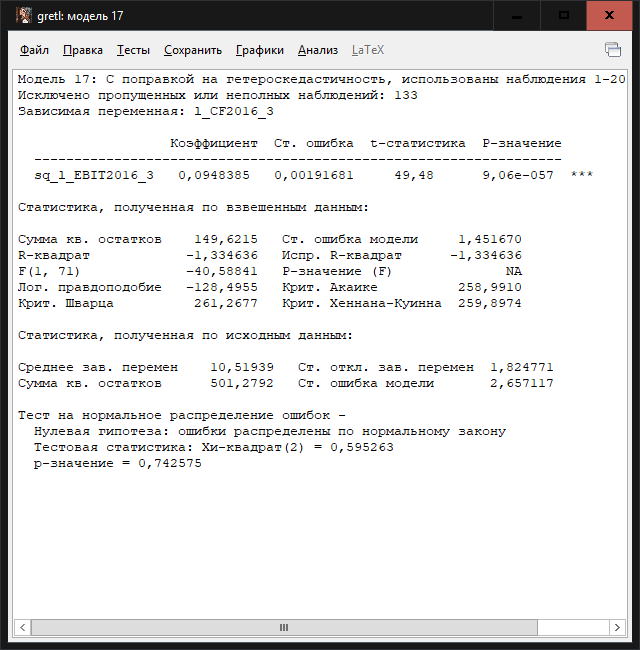 gretl: модель 17
Файл Правка Тесты Сохранить Графики Анализ LaTeX
Модель 17: С поправкой на гетероскедастичность, использованы наблюдения 1-20
Исключено пропущенных или неполных наблюдений: 133
Зависимая переменная: l_CF2016_3
Коэффициент Ст. ошибка t-статистика P-значение
------------------------------------------------------------------
sq_l_EBIT2016_3 0,0948385 0,00191681 49,48 9,06e-057 ***
Статистика, полученная по взвешенным данным:
Сумма кв. остатков 149,6215 Ст. ошибка модели 1,451670
R-квадрат -1,334636 Испр. R-квадрат -1,334636
F(1, 71) -40,58841 P-значение (F) NA
Лог. правдоподобие -128,4955 Крит. Акаике 258,9910
Крит. Шварца 261,2677 Крит. Хеннана-Куинна 259,8974
Статистика, полученная по исходным данным:
Среднее зав. перемен 10,51939 Ст. откл. зав. перемен 1,824771
Сумма кв. остатков 501,2792 Ст. ошибка модели 2,657117
Тест на нормальное распределение ошибок -
Нулевая гипотеза: ошибки распределены по нормальному закону
Тестовая статистика: Хи-квадрат(2) = 0,595263
р-значение = 0,742575